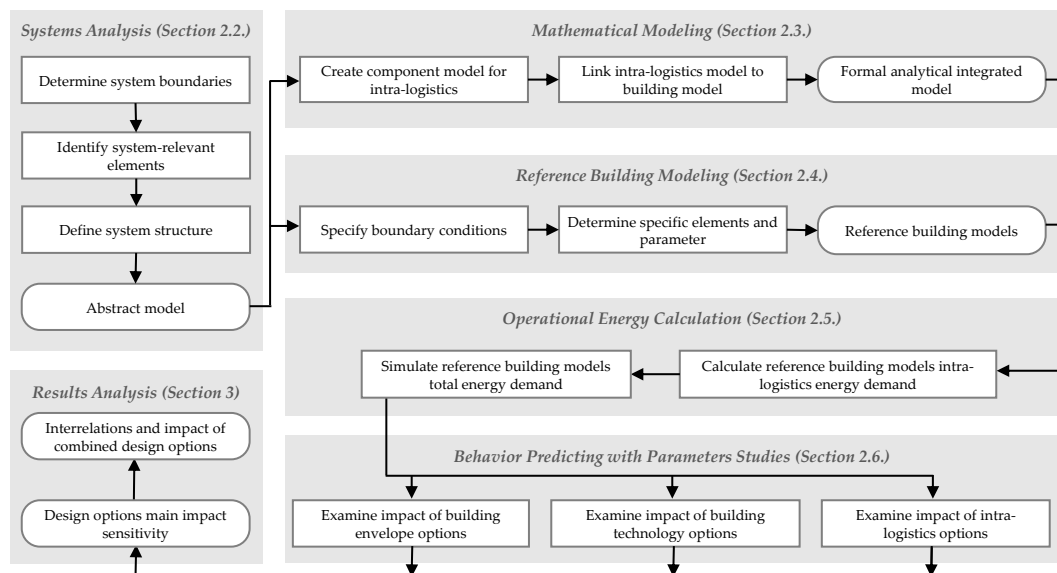 Systems Analysis (Section 2.2.)
Determine system boundaries
Identify system-relevant
elements
Define system structure
Abstract model
Mathematical Modeling (Section 2.3.)
Create component model for
intra-logistics
Link intra-logistics model to
building model
Formal analytical integrated
model
Reference Building Modeling (Section 2.4.)
Specify boundary conditions
Determine specific elements and
parameter
Reference building models
Operational Energy Calculation (Section 2.5.)
Simulate reference building models
total energy demand
Calculate reference building models intra-
logistics energy demand
Behavior Predicting with Parameters Studies (Section 2.6.)
Examine impact of building
envelope options
Examine impact of building
technology options
Examine impact of intra-
logistics options
Results Analysis (Section 3)
Interrelations and impact of
combined design options
Design options main impact
sensitivity